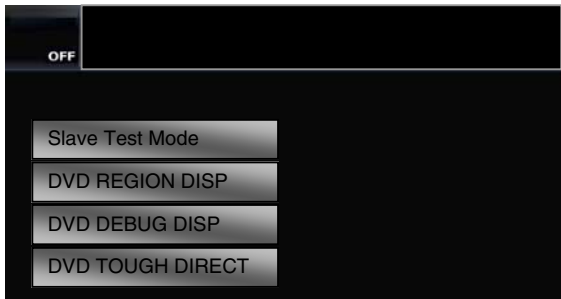 OFF
Slave Test Mode
DVD REGION DISP
DVD DEBUG DISP
DVD TOUGH DIRECT